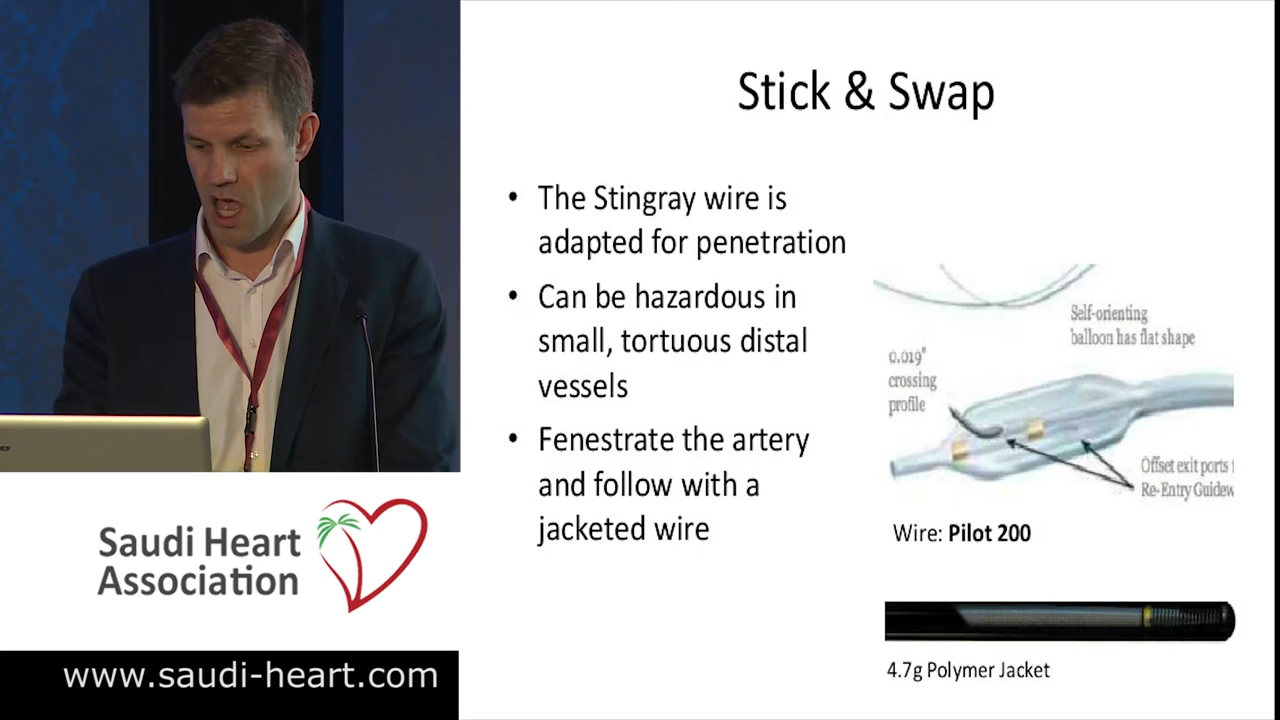 Stick & Swap
• The Stingray wire is
adapted for penetration
• Can be hazardous in
small, tortuous distal
vessels
• Fenestrate the artery
and follow with a
jacketed wire
Self-orienting
balloon has flat shape
0.019"
crossing
profile
Offset exit ports
Re-Entry Guidew
Wire: Pilot 200
4.7g Polymer Jacket
Saudi Heart
Association
www.saudi-heart.com